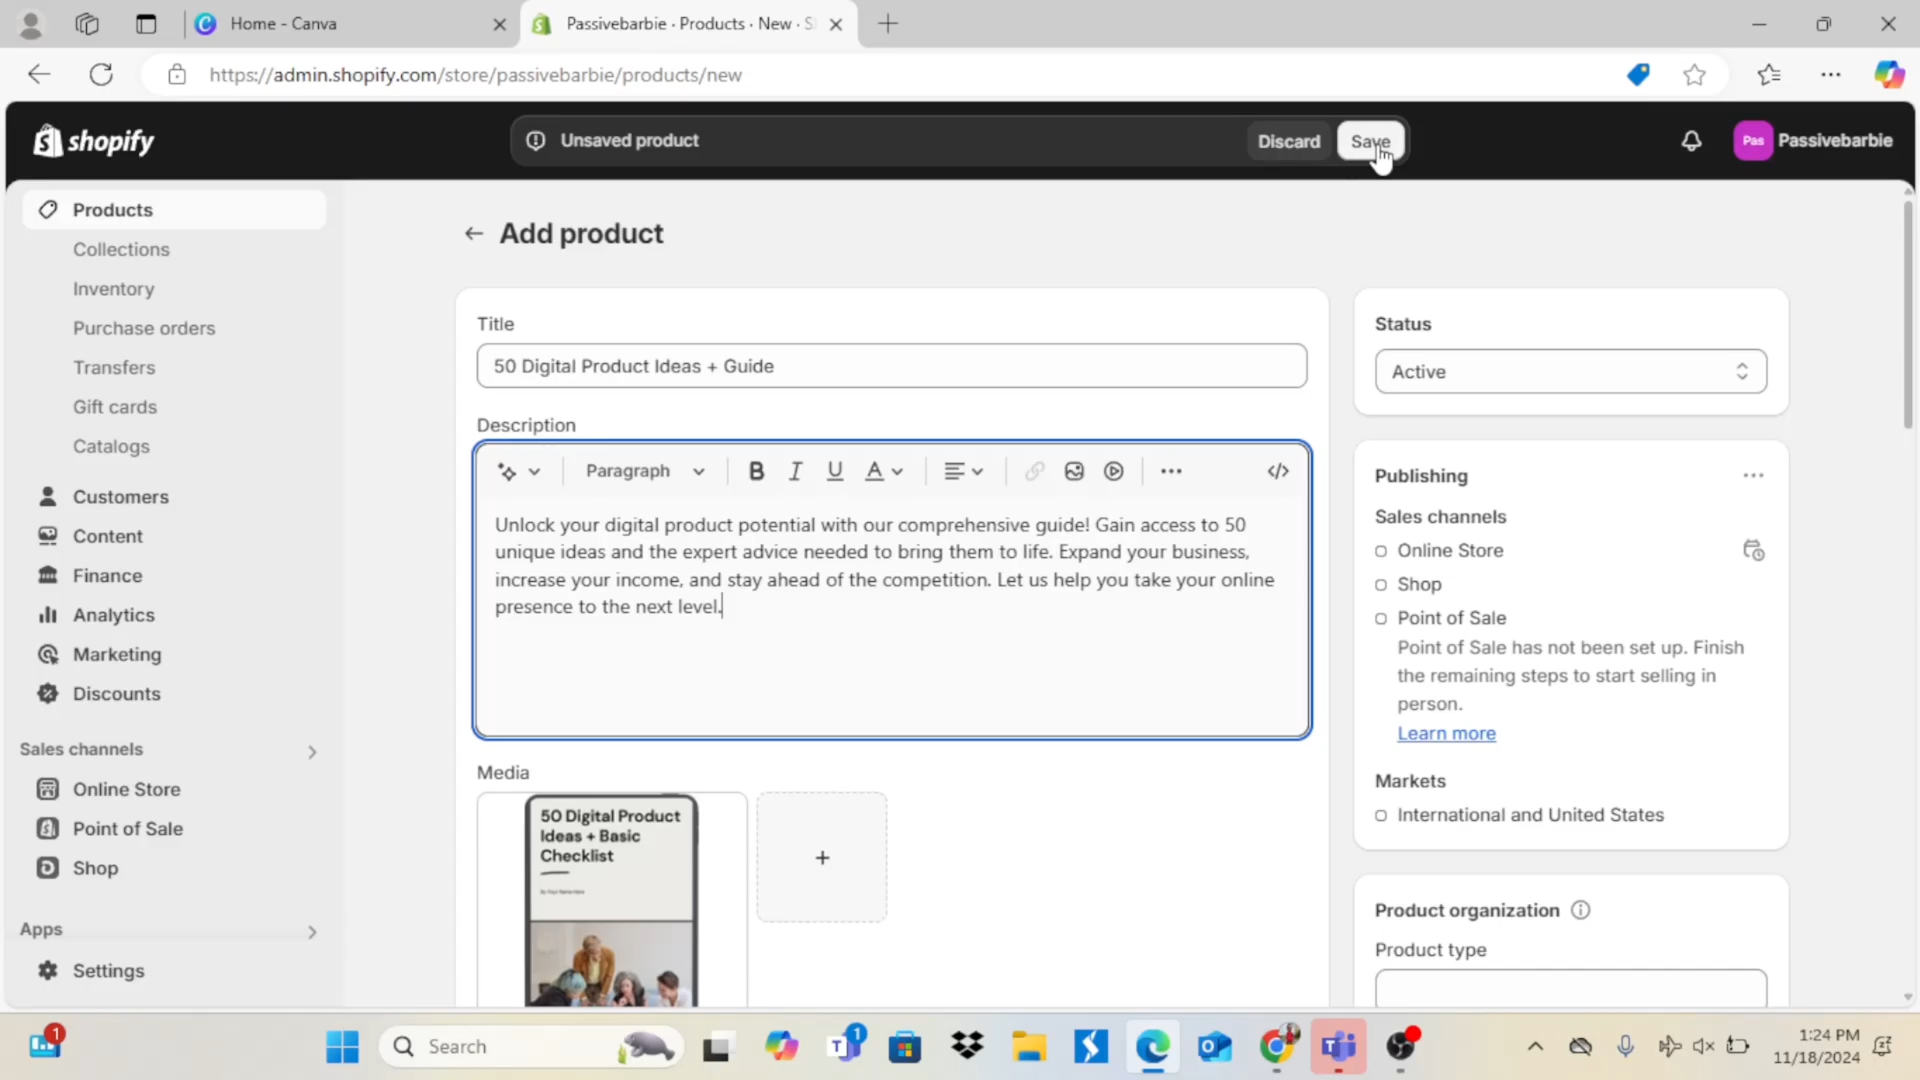 Home - Canva
Passivebarbie · Products · New · S
https://admin.shopify.com/store/passivebarbie/products/new
shopify
Unsaved product
Discard
Save
Pas
Passivebarbie
Products
Collections
Inventory
Purchase orders
Transfers
Gift cards
Catalogs
Customers
Content
Finance
Analytics
Marketing
Discounts
Sales channels
Online Store
Point of Sale
Shop
Apps
Settings
Add product
Title
50 Digital Product Ideas + Guide
Description
Paragraph
B I U A
Unlock your digital product potential with our comprehensive guide! Gain access to 50
unique ideas and the expert advice needed to bring them to life. Expand your business,
increase your income, and stay ahead of the competition. Let us help you take your online
presence to the next level.
Media
50 Digital Product
Ideas + Basic
Checklist
By Your Name Here
Status
Active
Publishing
Sales channels
Online Store
Shop
Point of Sale
Point of Sale has not been set up. Finish
the remaining steps to start selling in
person.
Learn more
Markets
International and United States
Product organization
Product type
1
Search
1
1:24 PM
11/18/2024